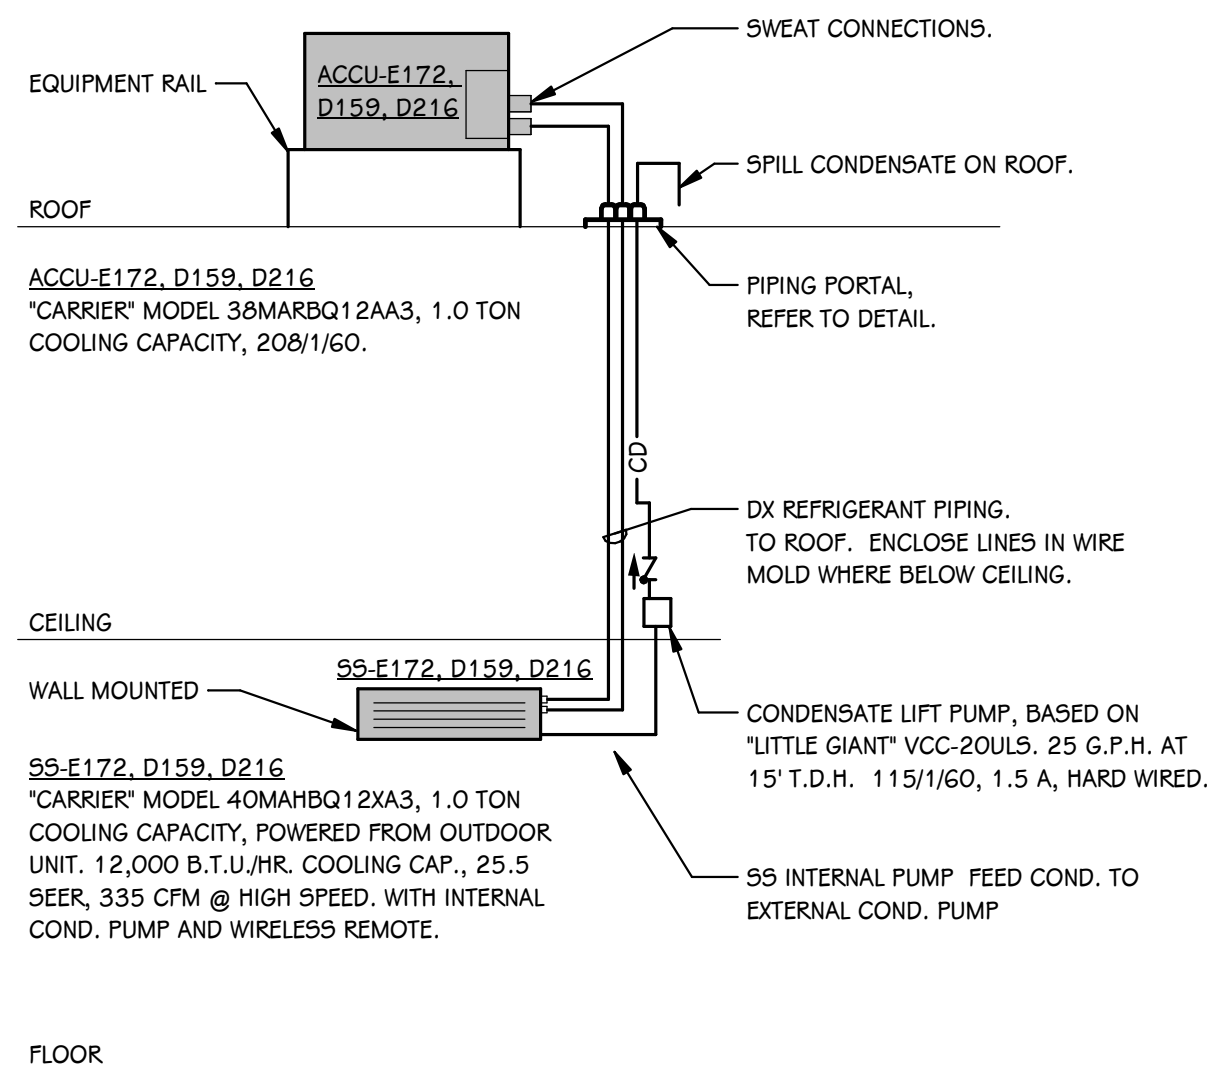 SWEAT CONNECTIONS.
EQUIPMENT RAIL
ACCU-E172,
D159, D216
SPILL CONDENSATE ON ROOF.
ROOF
ACCU-E172, D159, D216
"CARRIER" MODEL 38MARBQ12AA3, 1.0 TON
COOLING CAPACITY, 208/1/60.
PIPING PORTAL,
REFER TO DETAIL.
CD
DX REFRIGERANT PIPING.
TO ROOF. ENCLOSE LINES IN WIRE
MOLD WHERE BELOW CEILING.
CEILING
SS-E172, D159, D216
WALL MOUNTED
CONDENSATE LIFT PUMP, BASED ON
"LITTLE GIANT" VCC-20ULS. 25 G.P.H. AT
15' T.D.H. 115/1/60, 1.5 A, HARD WIRED.
SS-E172, D159, D216
"CARRIER" MODEL 40MAHBQ12XA3, 1.0 TON
COOLING CAPACITY, POWERED FROM OUTDOOR
UNIT. 12,000 B.T.U./HR. COOLING CAP., 25.5
SEER, 335 CFM @ HIGH SPEED. WITH INTERNAL
COND. PUMP AND WIRELESS REMOTE.
SS INTERNAL PUMP FEED COND. TO
EXTERNAL COND. PUMP
FLOOR